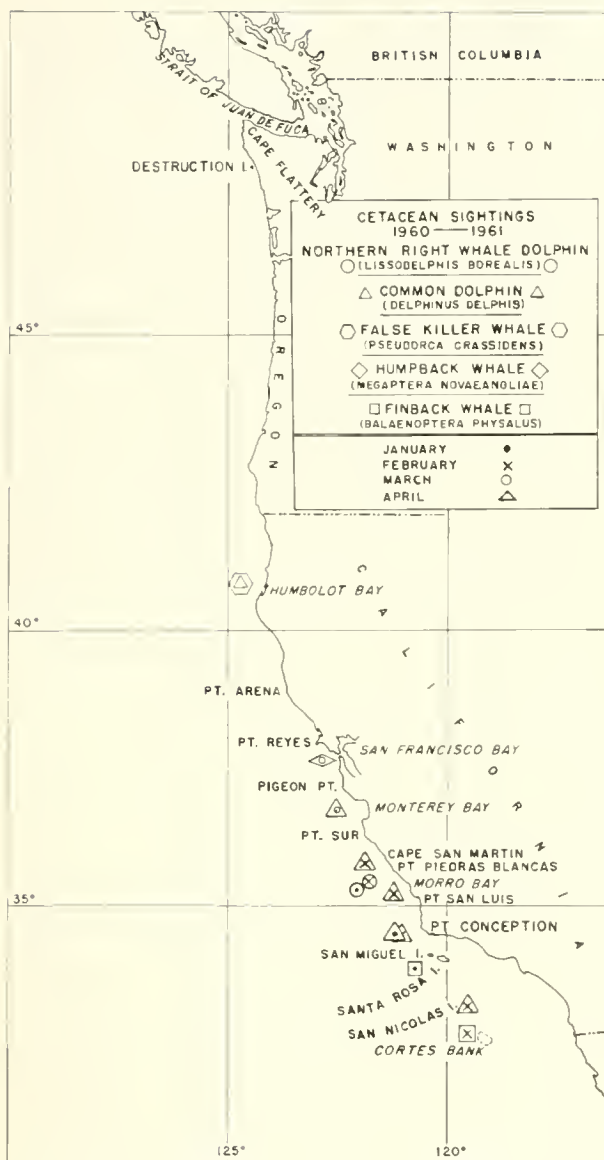 BRITISH COLUMBIA
STRAIT OF JUAN DE FUCA
WASHINGTON
CAPE FLATTERY
DESTRUCTION I.
CETACEAN SIGHTINGS
1960 — 1961
NORTHERN RIGHT WHALE DOLPHIN
(LISSODELPHIS BOREALIS)
COMMON DOLPHIN
(DELPHINUS DELPHIS)
FALSE KILLER WHALE
(PSEUDORCA CRASSIDENS)
HUMPBACK WHALE
(MEGAPTERA NOVAEANGLIAE)
FINBACK WHALE
(BALAENOPTERA PHYSALUS)
JANUARY
FEBRUARY
MARCH
APRIL
45°
OREGON
HUMBOLOT BAY
40°
CALIFORNIA
PT. ARENA
PT. REYES
SAN FRANCISCO BAY
PIGEON PT.
MONTEREY BAY
PT. SUR
CAPE SAN MARTIN
PT PIEDRAS BLANCAS
MORRO BAY
PT SAN LUIS
35°
PT CONCEPTION
SAN MIGUEL I.
SANTA ROSA I.
SAN NICOLAS I.
CORTES BANK
125°
120°